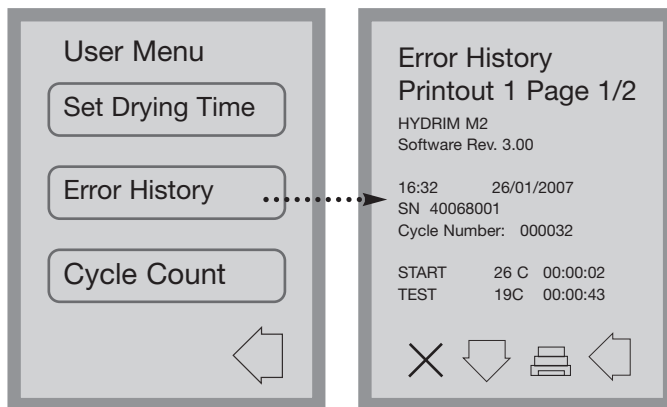 User Menu
Set Drying Time
Error History
Cycle Count
Error History
Printout 1 Page 1/2
HYDRIM M2
Software Rev. 3.00
16:32 26/01/2007
SN 40068001
Cycle Number: 000032
START 26 C 00:00:02
TEST 19C 00:00:43